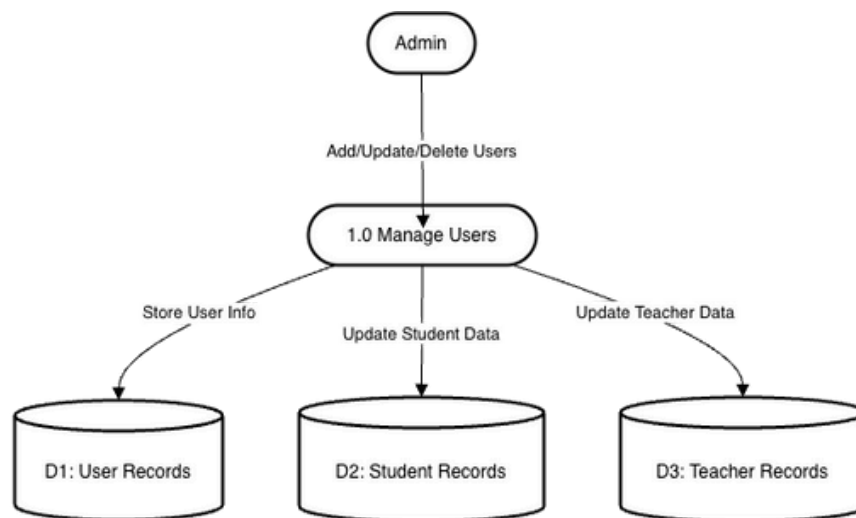 Admin
Add/Update/Delete Users
1.0 Manage Users
Store User Info
Update Student Data
Update Teacher Data
D1: User Records
D2: Student Records
D3: Teacher Records